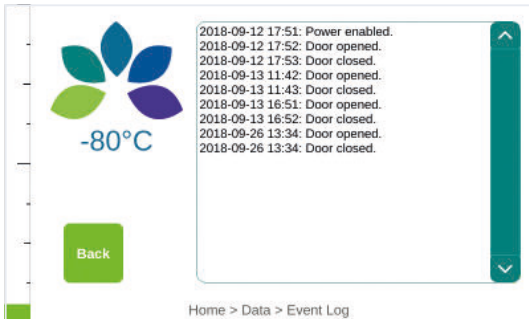 2018-09-12 17:51: Power enabled.
2018-09-12 17:52: Door opened.
2018-09-12 17:53: Door closed.
2018-09-13 11:42: Door opened.
2018-09-13 11:43: Door closed.
2018-09-13 16:51: Door opened.
2018-09-13 16:52: Door closed.
2018-09-26 13:34: Door opened.
2018-09-26 13:34: Door closed.
-80°C
Back
Home > Data > Event Log